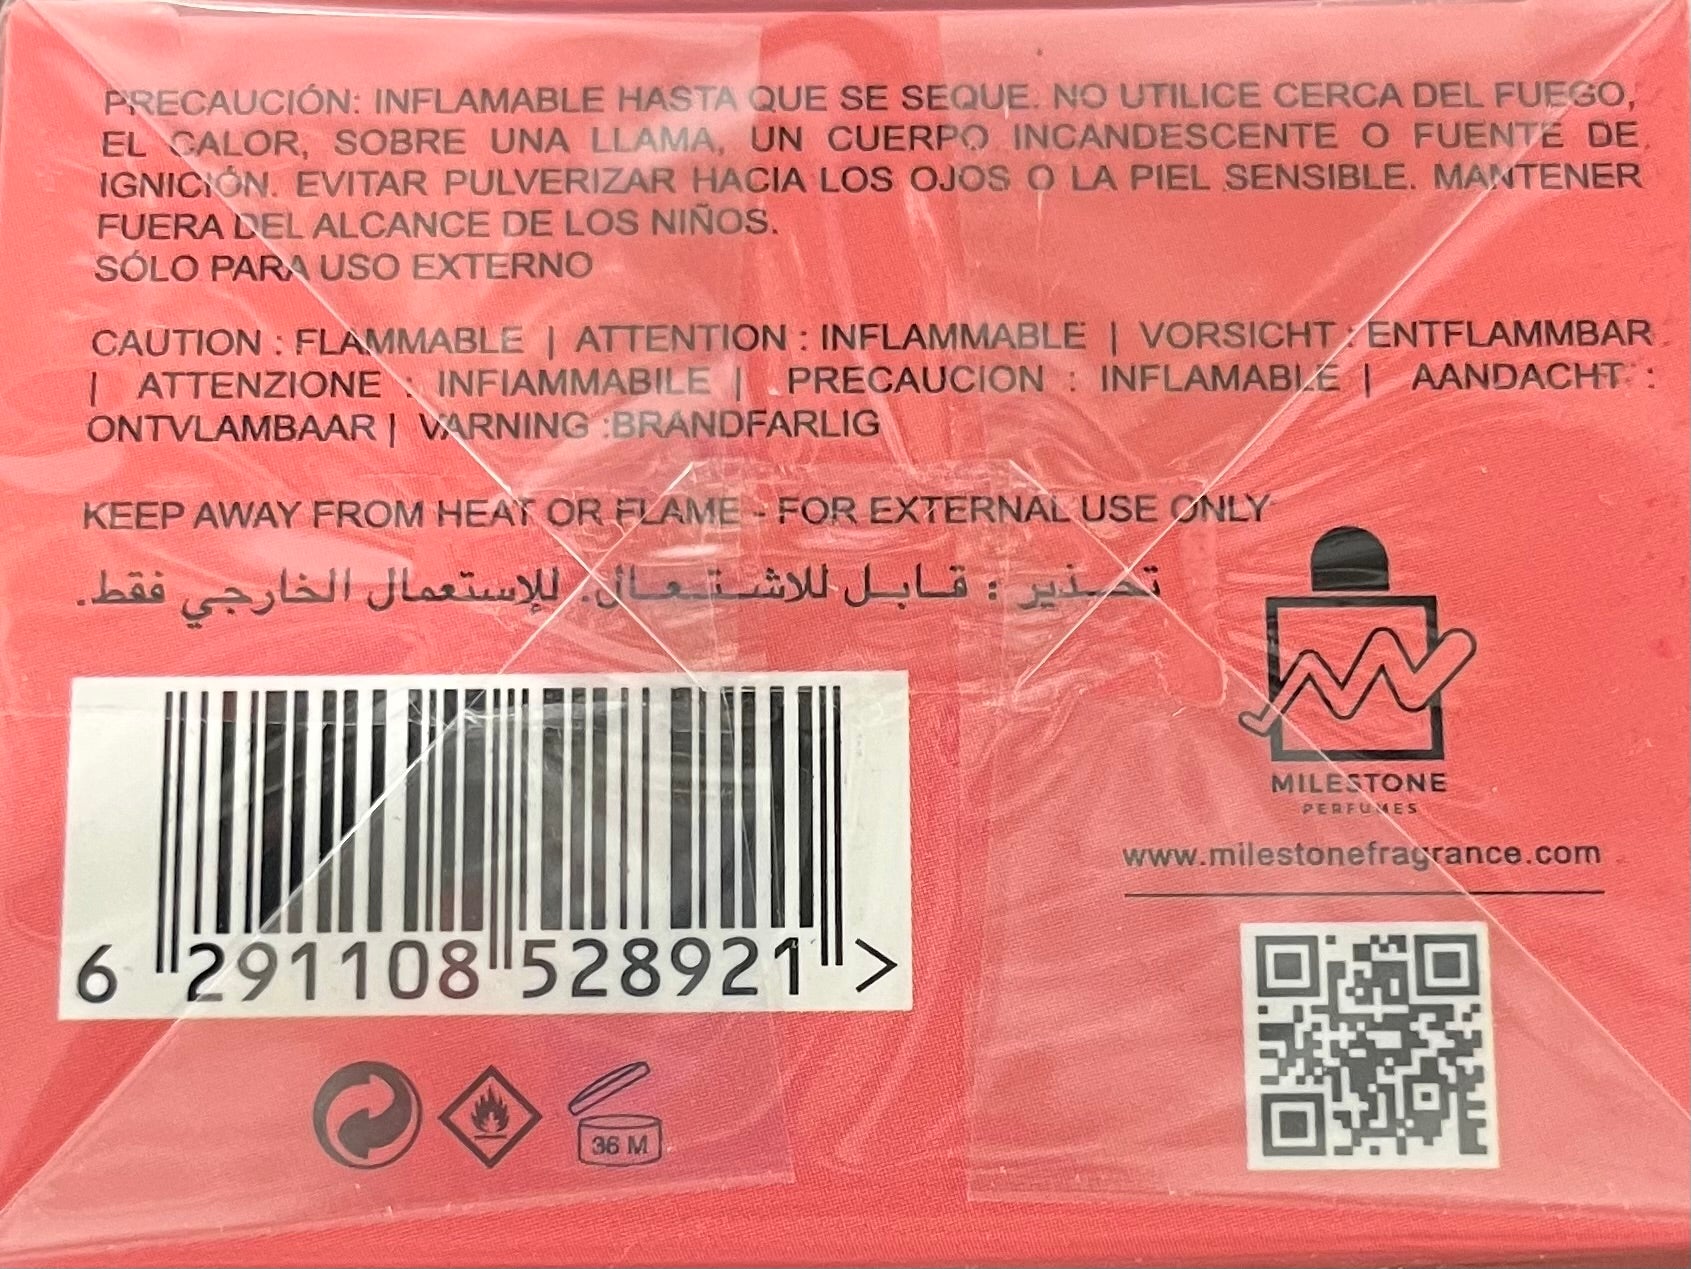 PRECAUCIÓN: INFLAMABLE HASTA QUE SE SEQUE. NO UTILICE CERCA DEL FUEGO,
EL CALOR, SOBRE UNA LLAMA, UN CUERPO INCANDESCENTE O FUENTE DE
IGNICIÓN. EVITAR PULVERIZAR HACIA LOS OJOS O LA PIEL SENSIBLE. MANTENER
FUERA DEL ALCANCE DE LOS NIÑOS.
SÓLO PARA USO EXTERNO
CAUTION : FLAMMABLE | ATTENTION : INFLAMMABLE | VORSICHT : ENTFLAMMBAR
| ATTENZIONE : INFIAMMABILE | PRECAUCION : INFLAMABLE | AANDACHT :
ONTVLAMBAAR | VARNING :BRANDFARLIG
KEEP AWAY FROM HEAT OR FLAME - FOR EXTERNAL USE ONLY
تحـذير : قـابـل للاشـتـعـال. للإستعمال الخارجي فقط.
MILESTONE
PERFUMES
www.milestonefragrance.com
6 291108 528921 >
36 M